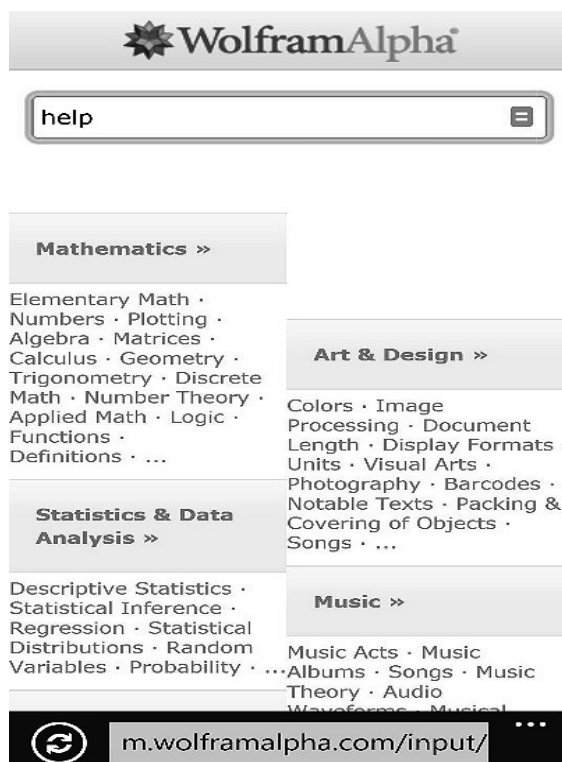 WolframAlpha®
help
Mathematics »
Elementary Math ·
Numbers · Plotting ·
Algebra · Matrices ·
Calculus · Geometry ·
Trigonometry · Discrete
Math · Number Theory ·
Applied Math · Logic ·
Functions ·
Definitions · ...
Statistics & Data
Analysis »
Descriptive Statistics ·
Statistical Inference ·
Regression · Statistical
Distributions · Random
Variables · Probability · ...
Art & Design »
Colors · Image
Processing · Document
Length · Display Formats
Units · Visual Arts ·
Photography · Barcodes ·
Notable Texts · Packing &
Covering of Objects ·
Songs · ...
Music »
Music Acts · Music
Albums · Songs · Music
Theory · Audio
Waveforms · Musical
m.wolframalpha.com/input/